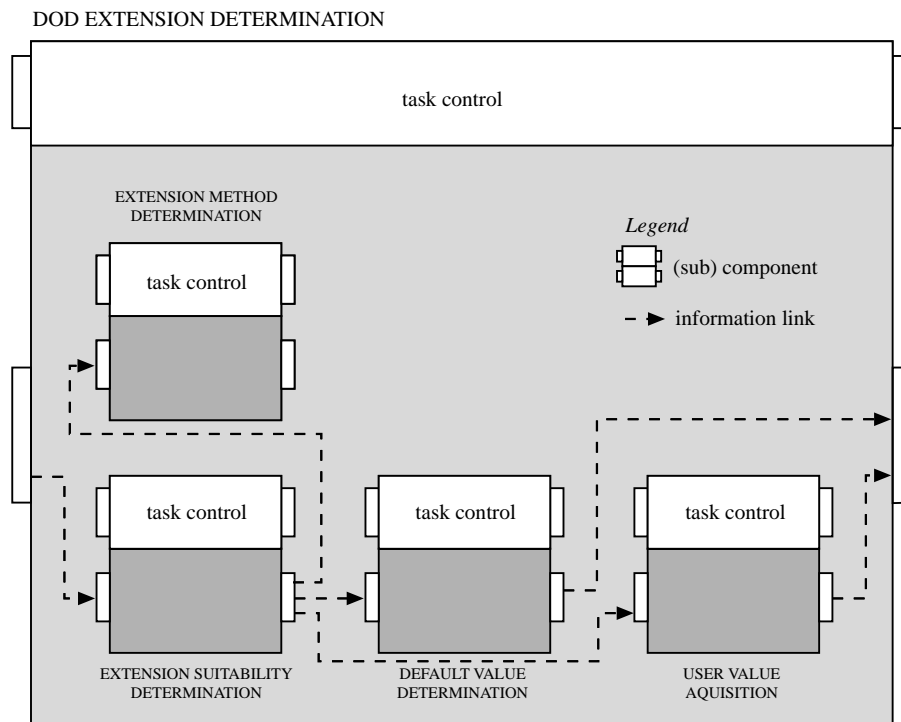 DOD EXTENSION DETERMINATION
task control
EXTENSION METHOD
DETERMINATION
task control
Legend
(sub) component
information link
task control
task control
task control
EXTENSION SUITABILITY
DETERMINATION
DEFAULT VALUE
DETERMINATION
USER VALUE
AQUISITION